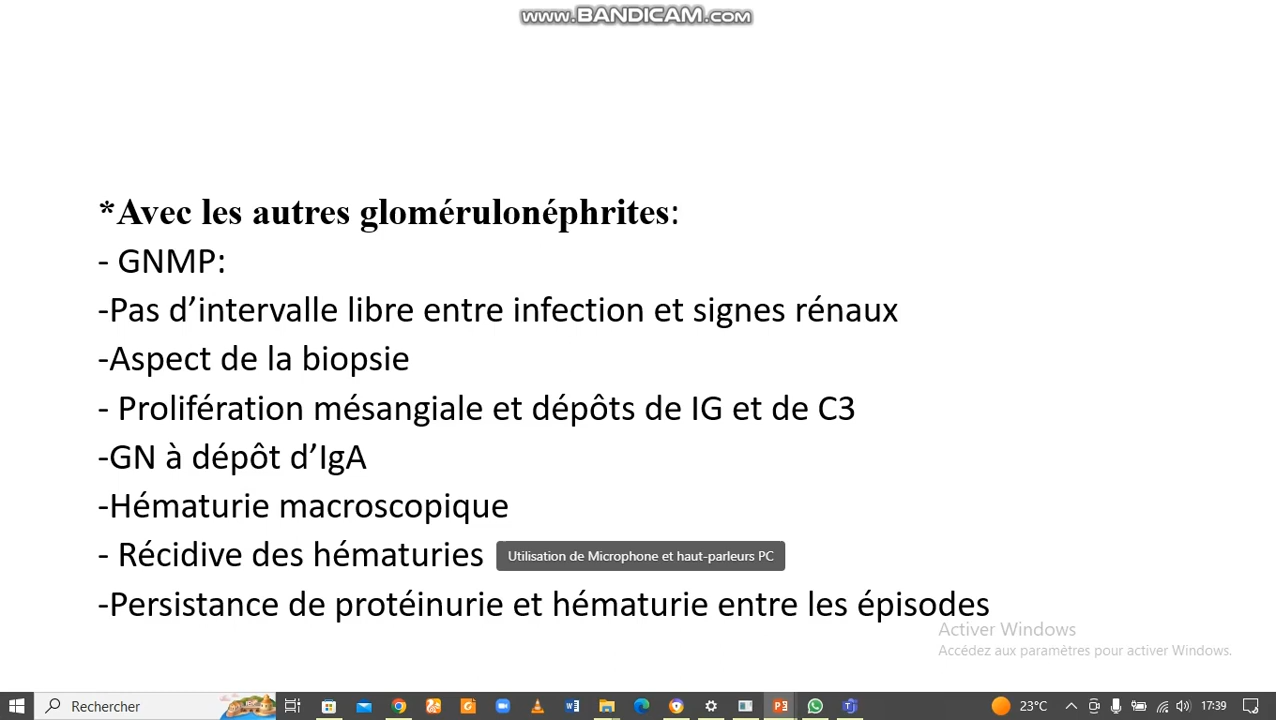 www.BANDICAM.com
*Avec les autres glomérulonéphrites:
- GNMP:
-Pas d’intervalle libre entre infection et signes rénaux
-Aspect de la biopsie
- Prolifération mésangiale et dépôts de IG et de C3
-GN à dépôt d’IgA
-Hématurie macroscopique
- Récidive des hématuries
Utilisation de Microphone et haut-parleurs PC
-Persistance de protéinurie et hématurie entre les épisodes
Activer Windows
Accédez aux paramètres pour activer Windows.
Rechercher
23°C
17:39